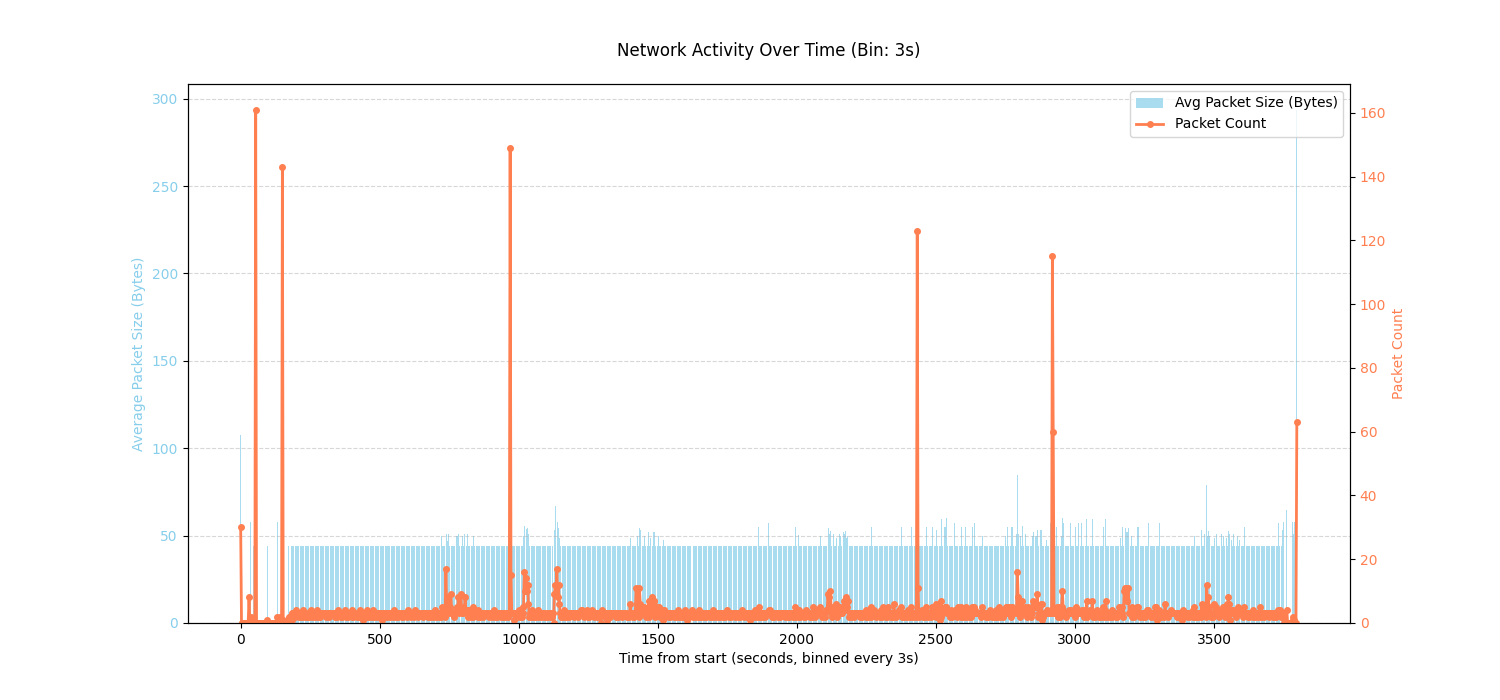 Network Activity Over Time (Bin: 3s)
Avg Packet Size (Bytes)
Packet Count
Average Packet Size (Bytes)
300
250
200
150
100
50
0
160
140
120
100
80
60
40
20
0
Packet Count
0 500 1000 1500 2000 2500 3000 3500
Time from start (seconds, binned every 3s)